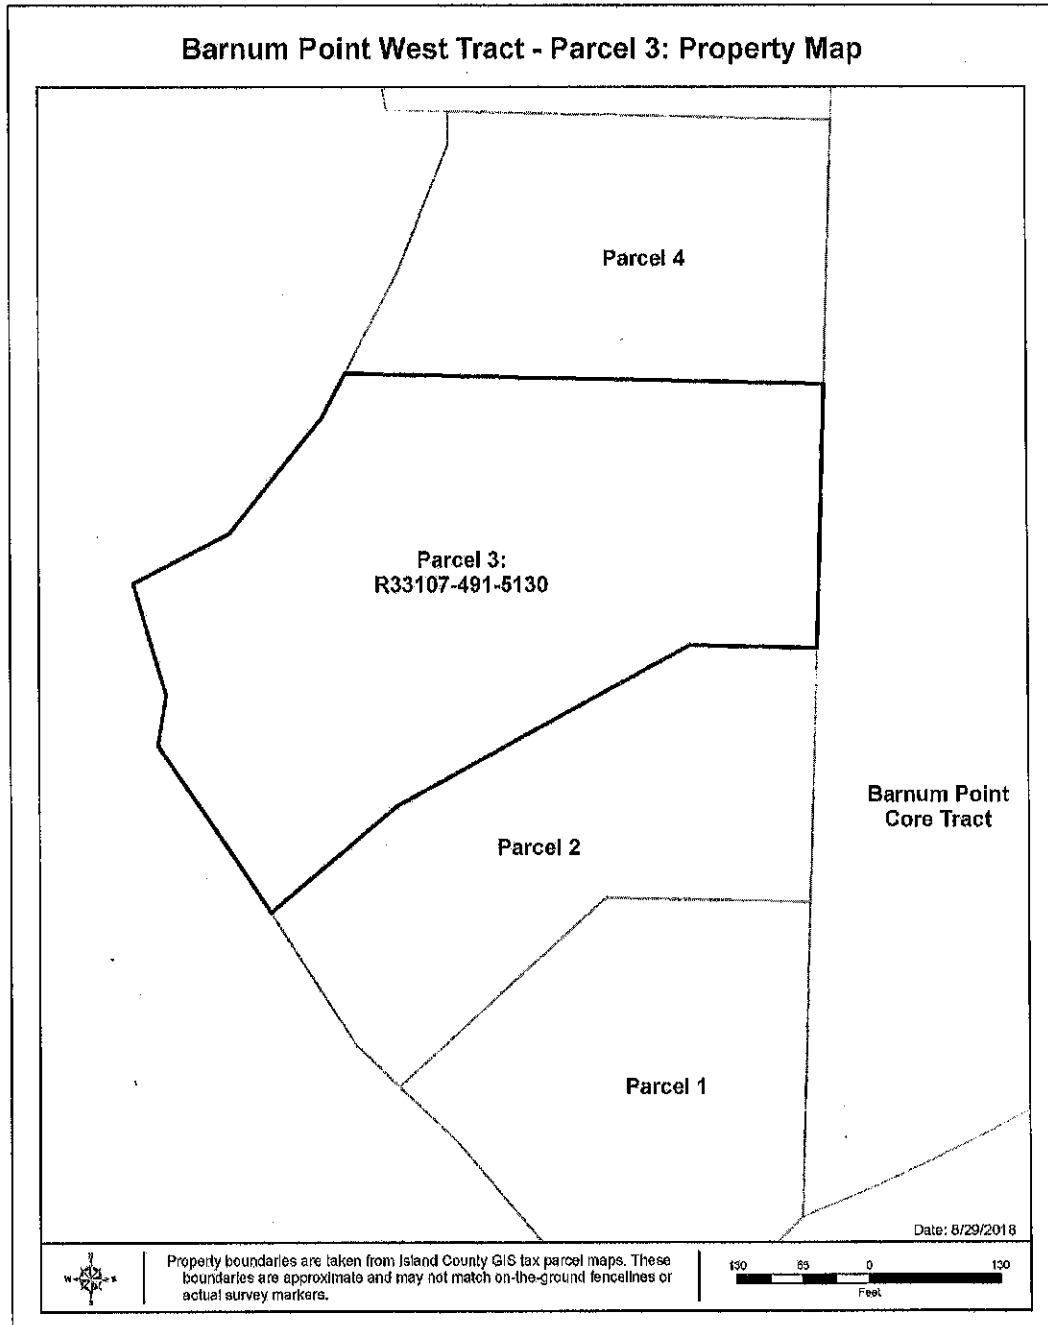 Barnum Point West Tract - Parcel 3: Property Map
Parcel 4
Parcel 3:
R33107-491-5130
Barnum Point
Core Tract
Parcel 2
Parcel 1
Date: 8/29/2018
Property boundaries are taken from Island County GIS tax parcel maps. These
boundaries are approximate and may not match on-the-ground fencelines or
actual survey markers.
130 65 0 130
Feet